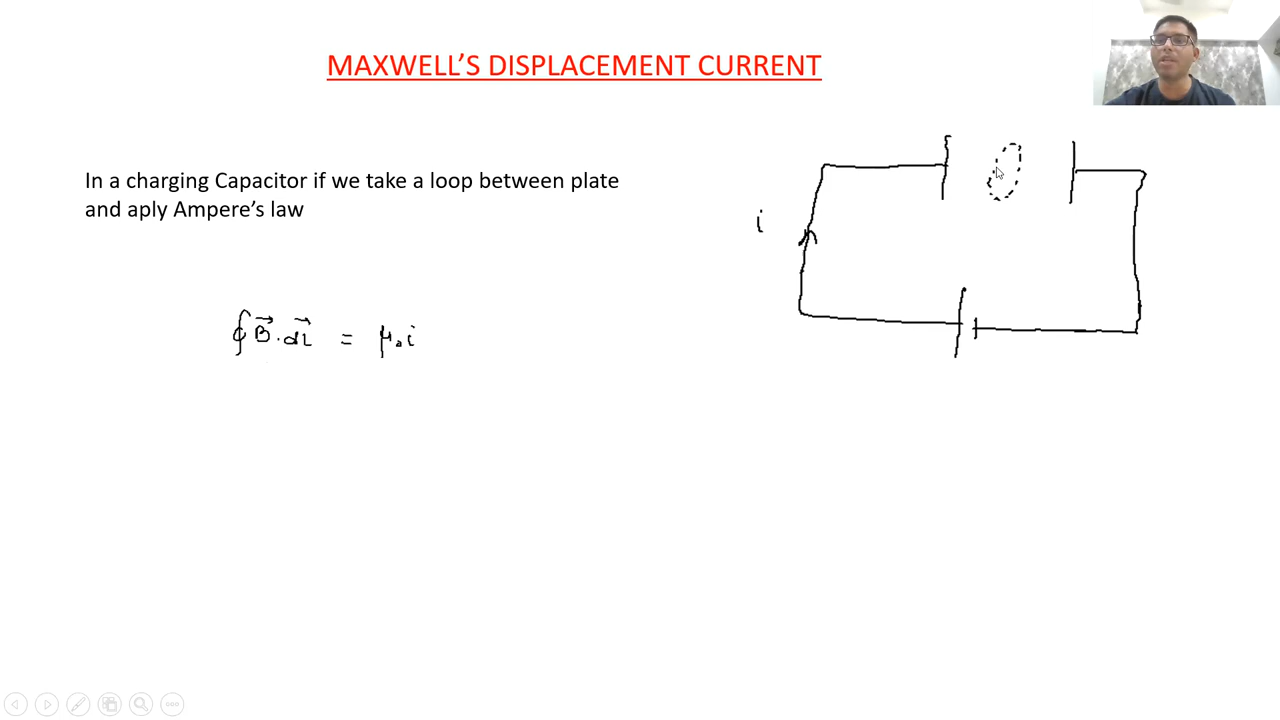 MAXWELL'S DISPLACEMENT CURRENT
In a charging Capacitor if we take a loop between plate
and aply Ampere's law
i
∮B⃗.dl⃗ = μ₀i